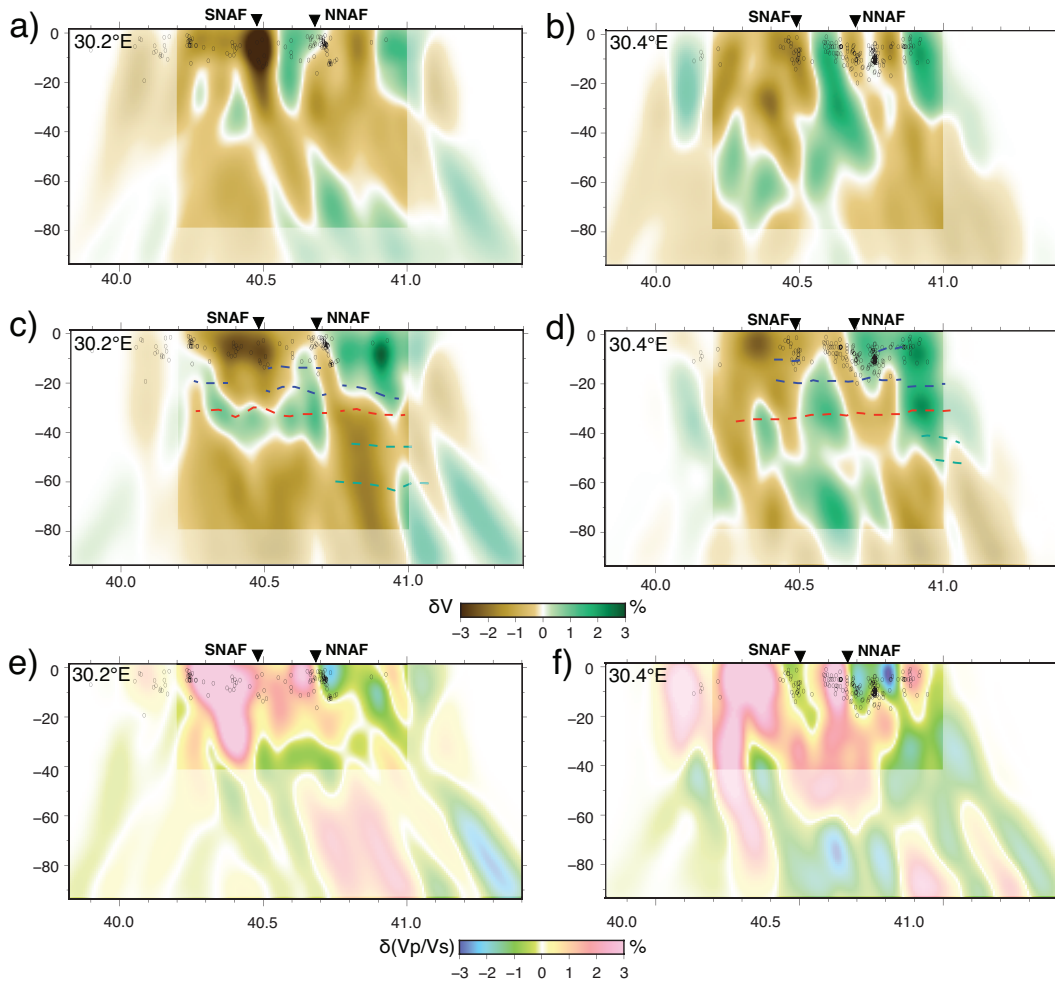 SNAF NNAF SNAF NNAF
a) b)
30.2°E 30.4°E
0 0
−20 −20
−40 −40
−60 −60
−80 −80
40.0 40.5 41.0 40.0 40.5 41.0
SNAF NNAF SNAF NNAF
c) d)
30.2°E 30.4°E
0 0
−20 −20
−40 −40
−60 −60
−80 −80
40.0 40.5 41.0 40.0 40.5 41.0
δV %
−3 −2 −1 0 1 2 3
SNAF NNAF SNAF NNAF
e) f)
30.2°E 30.4°E
0 0
−20 −20
−40 −40
−60 −60
−80 −80
40.0 40.5 41.0 40.0 40.5 41.0
δ(Vp/Vs) %
−3 −2 −1 0 1 2 3